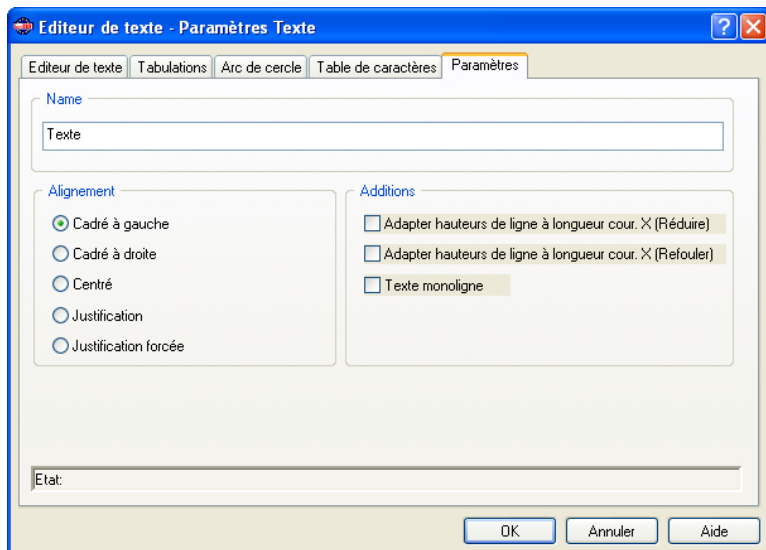 Editeur de texte - Paramètres Texte
Editeur de texte Tabulations Arc de cercle Table de caractères Paramètres
Name
Texte
Alignement
Cadré à gauche
Cadré à droite
Centré
Justification
Justification forcée
Additions
Adapter hauteurs de ligne à longueur cour. X (Réduire)
Adapter hauteurs de ligne à longueur cour. X (Refouler)
Texte monoligne
Etat:
OK Annuler Aide